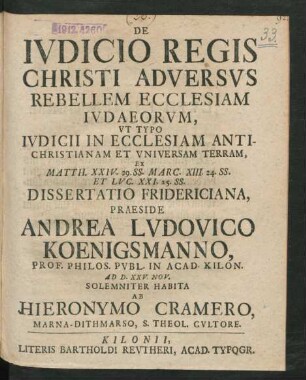 DE
IVDICIO REGIS
CHRISTI ADVERSVS
REBELLEM ECCLESIAM
IVDAEORVM,
VT TYPO
IVDICII IN ECCLESIAM ANTI-
CHRISTIANAM ET VNIVERSAM TERRAM,
EX
MATTH. XXIV. 29. SS. MARC. XIII 24. SS.
ET LVC. XXI. 25. SS.
DISSERTATIO FRIDERICIANA,
PRAESIDE
ANDREA LVDOVICO
KOENIGSMANNO,
PROF. PHILOS. PVBL. IN ACAD. KILON.
AD D. XXV. NOV.
SOLEMNITER HABITA
AB
HIERONYMO CRAMERO,
MARNA-DITHMARSO, S. THEOL. CVLTORE.
KILONII,
LITERIS BARTHOLDI REVTHERI, ACAD. TYPOGR.
33.